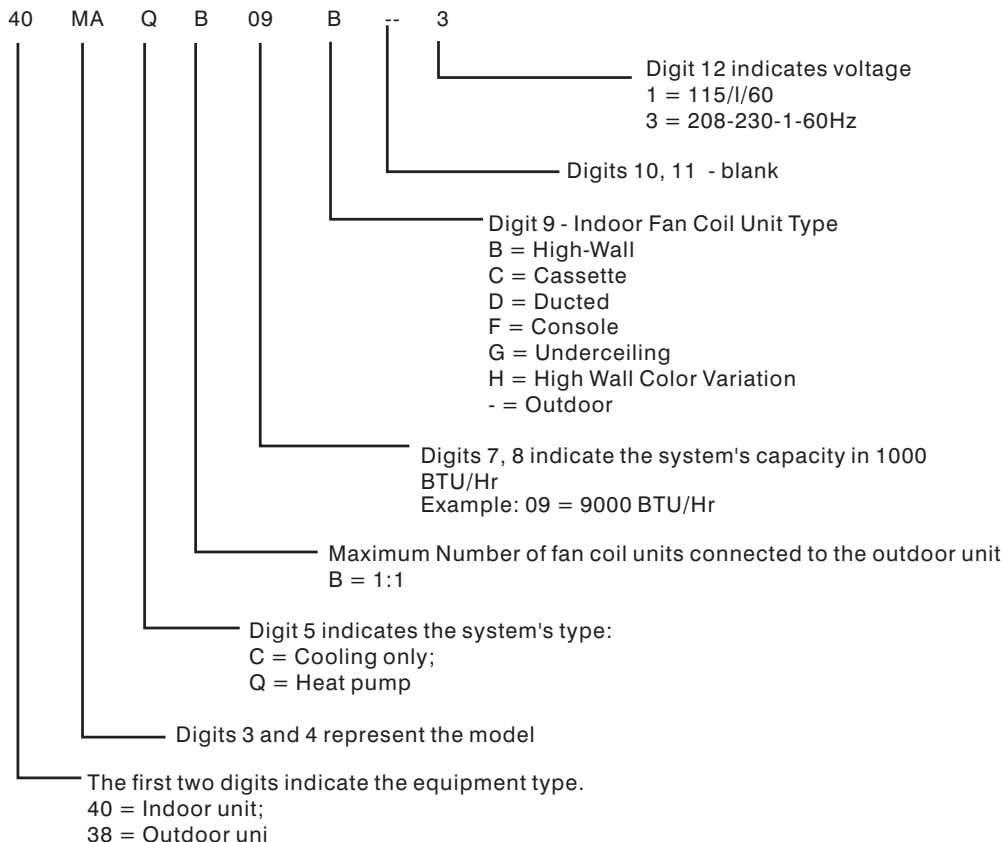 40 MA Q B 09 B -- 3
Digit 12 indicates voltage
1 = 115/l/60
3 = 208-230-1-60Hz
Digits 10, 11 - blank
Digit 9 - Indoor Fan Coil Unit Type
B = High-Wall
C = Cassette
D = Ducted
F = Console
G = Underceiling
H = High Wall Color Variation
- = Outdoor
Digits 7, 8 indicate the system's capacity in 1000
BTU/Hr
Example: 09 = 9000 BTU/Hr
Maximum Number of fan coil units connected to the outdoor unit
B = 1:1
Digit 5 indicates the system's type:
C = Cooling only;
Q = Heat pump
Digits 3 and 4 represent the model
The first two digits indicate the equipment type.
40 = Indoor unit;
38 = Outdoor uni